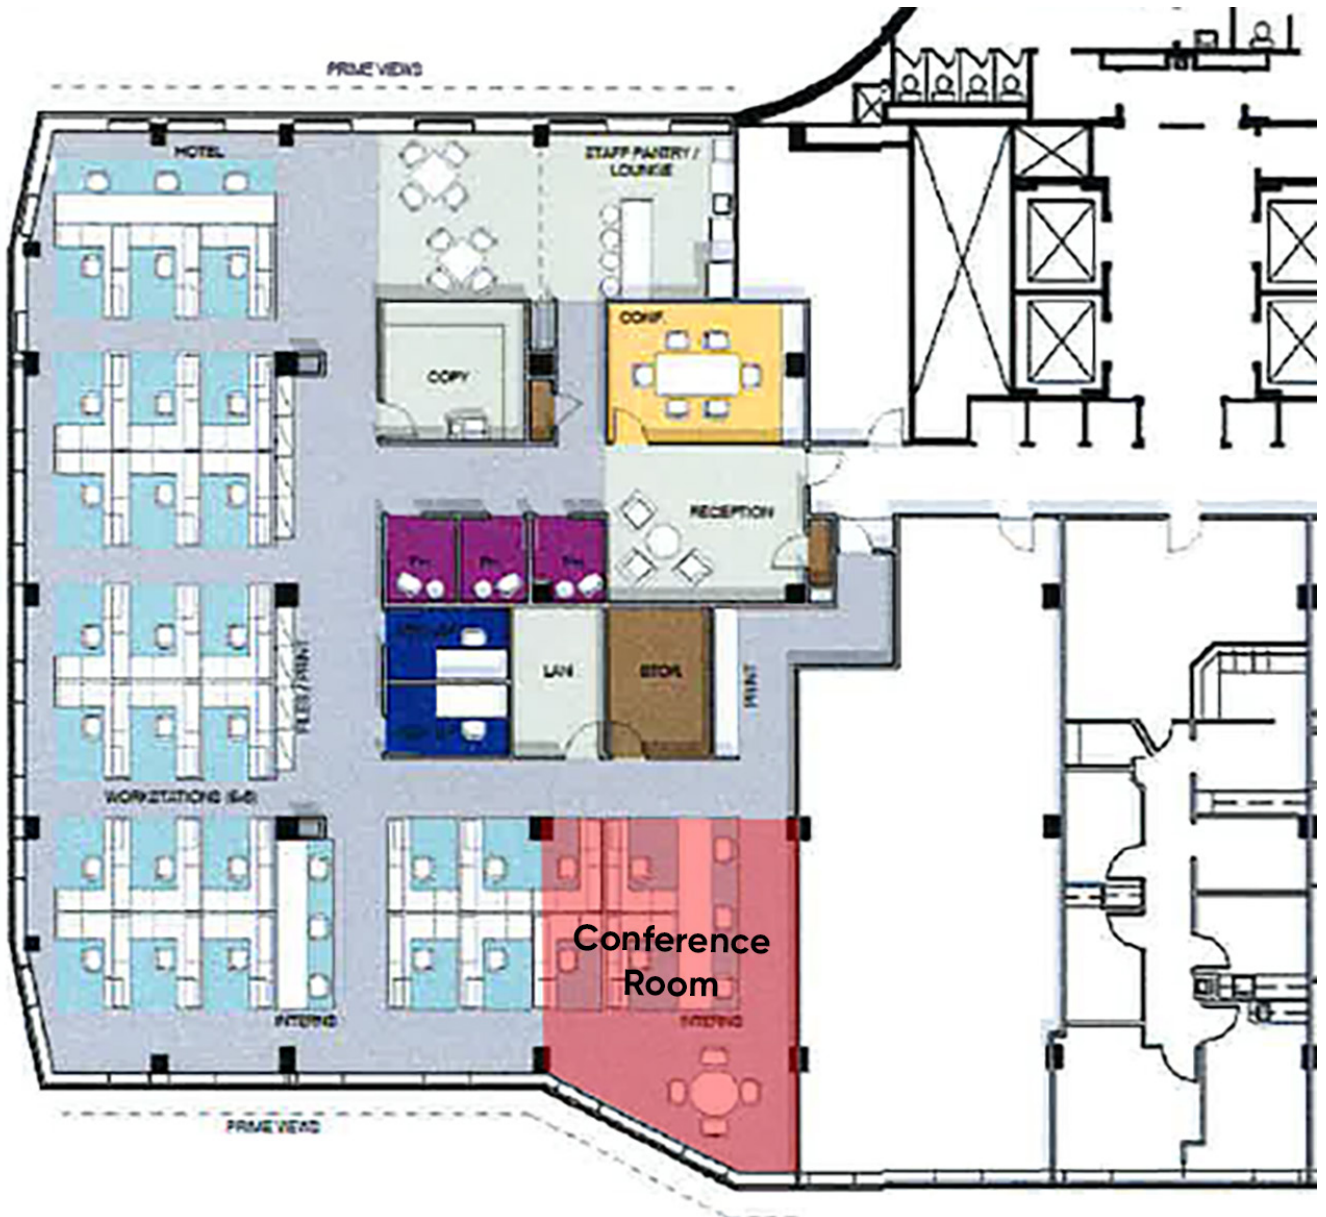 PRIME VIEWS
HOTEL
STAFF PANTRY /
LOUNGE
CONF.
COPY
RECEPTION
LAN
STOR.
PRINT
FILES / PRINT
WORKSTATIONS (6x6)
Conference
Room
INTERNS
INTERNS
PRIME VIEWS